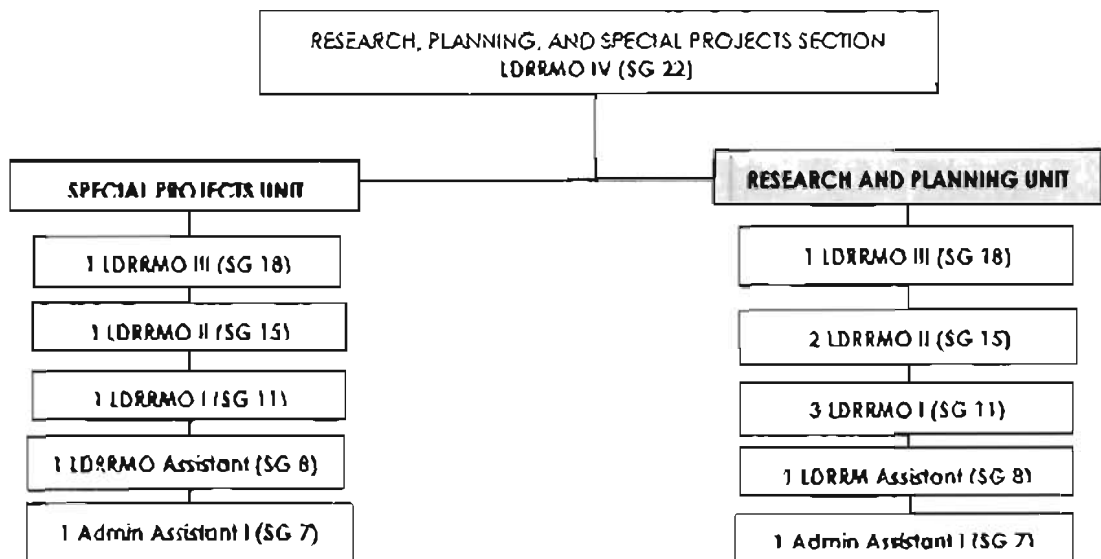 RESEARCH, PLANNING, AND SPECIAL PROJECTS SECTION
LDRRMO IV (SG 22)
SPECIAL PROJECTS UNIT
1 LDRRMO III (SG 18)
1 LDRRMO II (SG 15)
1 LDRRMO I (SG 11)
1 LDRRMO Assistant (SG 8)
1 Admin Assistant I (SG 7)
RESEARCH AND PLANNING UNIT
1 LDRRMO III (SG 18)
2 LDRRMO II (SG 15)
3 LDRRMO I (SG 11)
1 LDRRM Assistant (SG 8)
1 Admin Assistant I (SG 7)